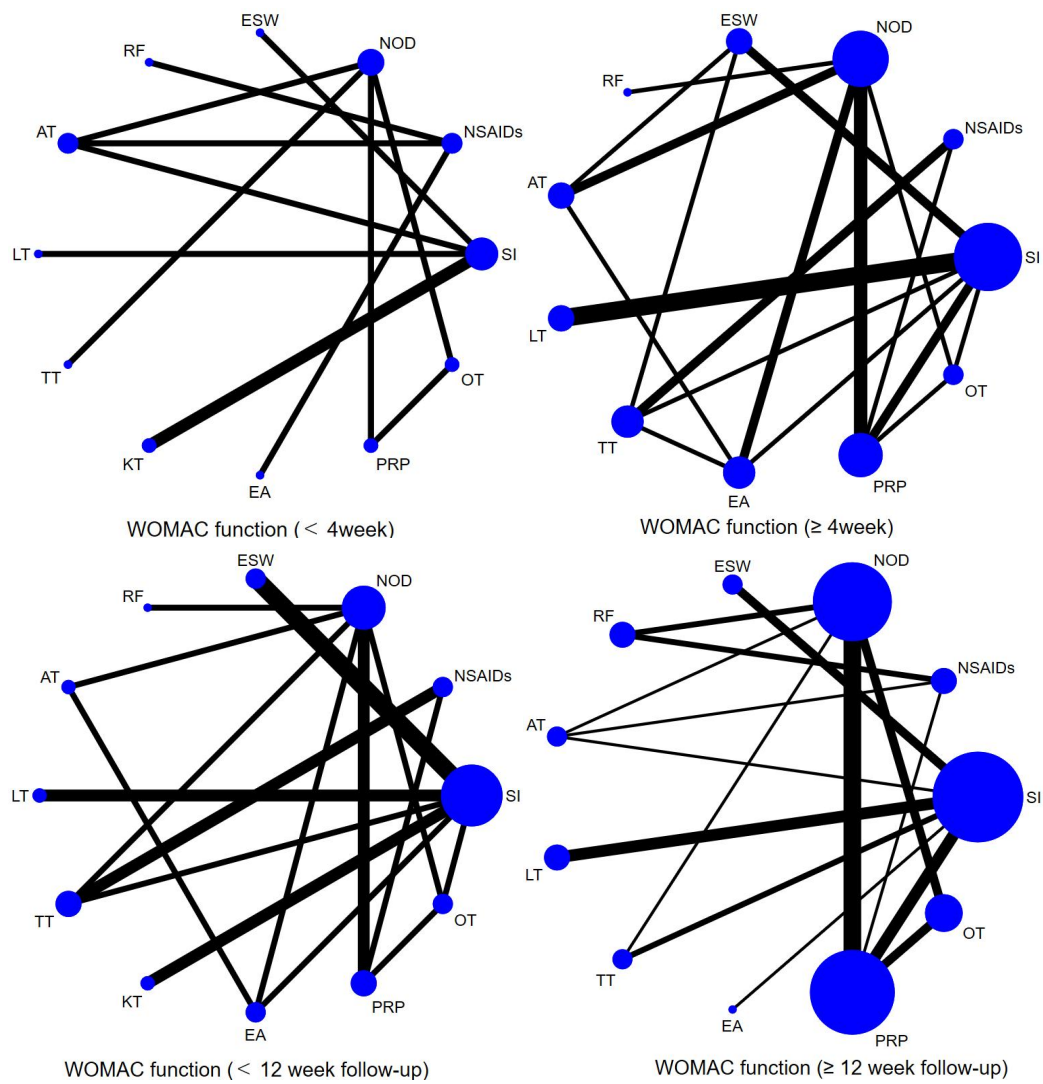 ESW
NOD
RF
NSAIDs
AT
SI
LT
OT
TT
KT
PRP
EA
WOMAC function (< 4week)
ESW
NOD
RF
NSAIDs
AT
SI
LT
OT
TT
PRP
EA
WOMAC function (≥ 4week)
ESW
NOD
RF
NSAIDs
AT
SI
LT
OT
TT
KT
PRP
EA
WOMAC function (< 12 week follow-up)
ESW
NOD
RF
NSAIDs
AT
SI
LT
OT
TT
EA
PRP
WOMAC function (≥ 12 week follow-up)